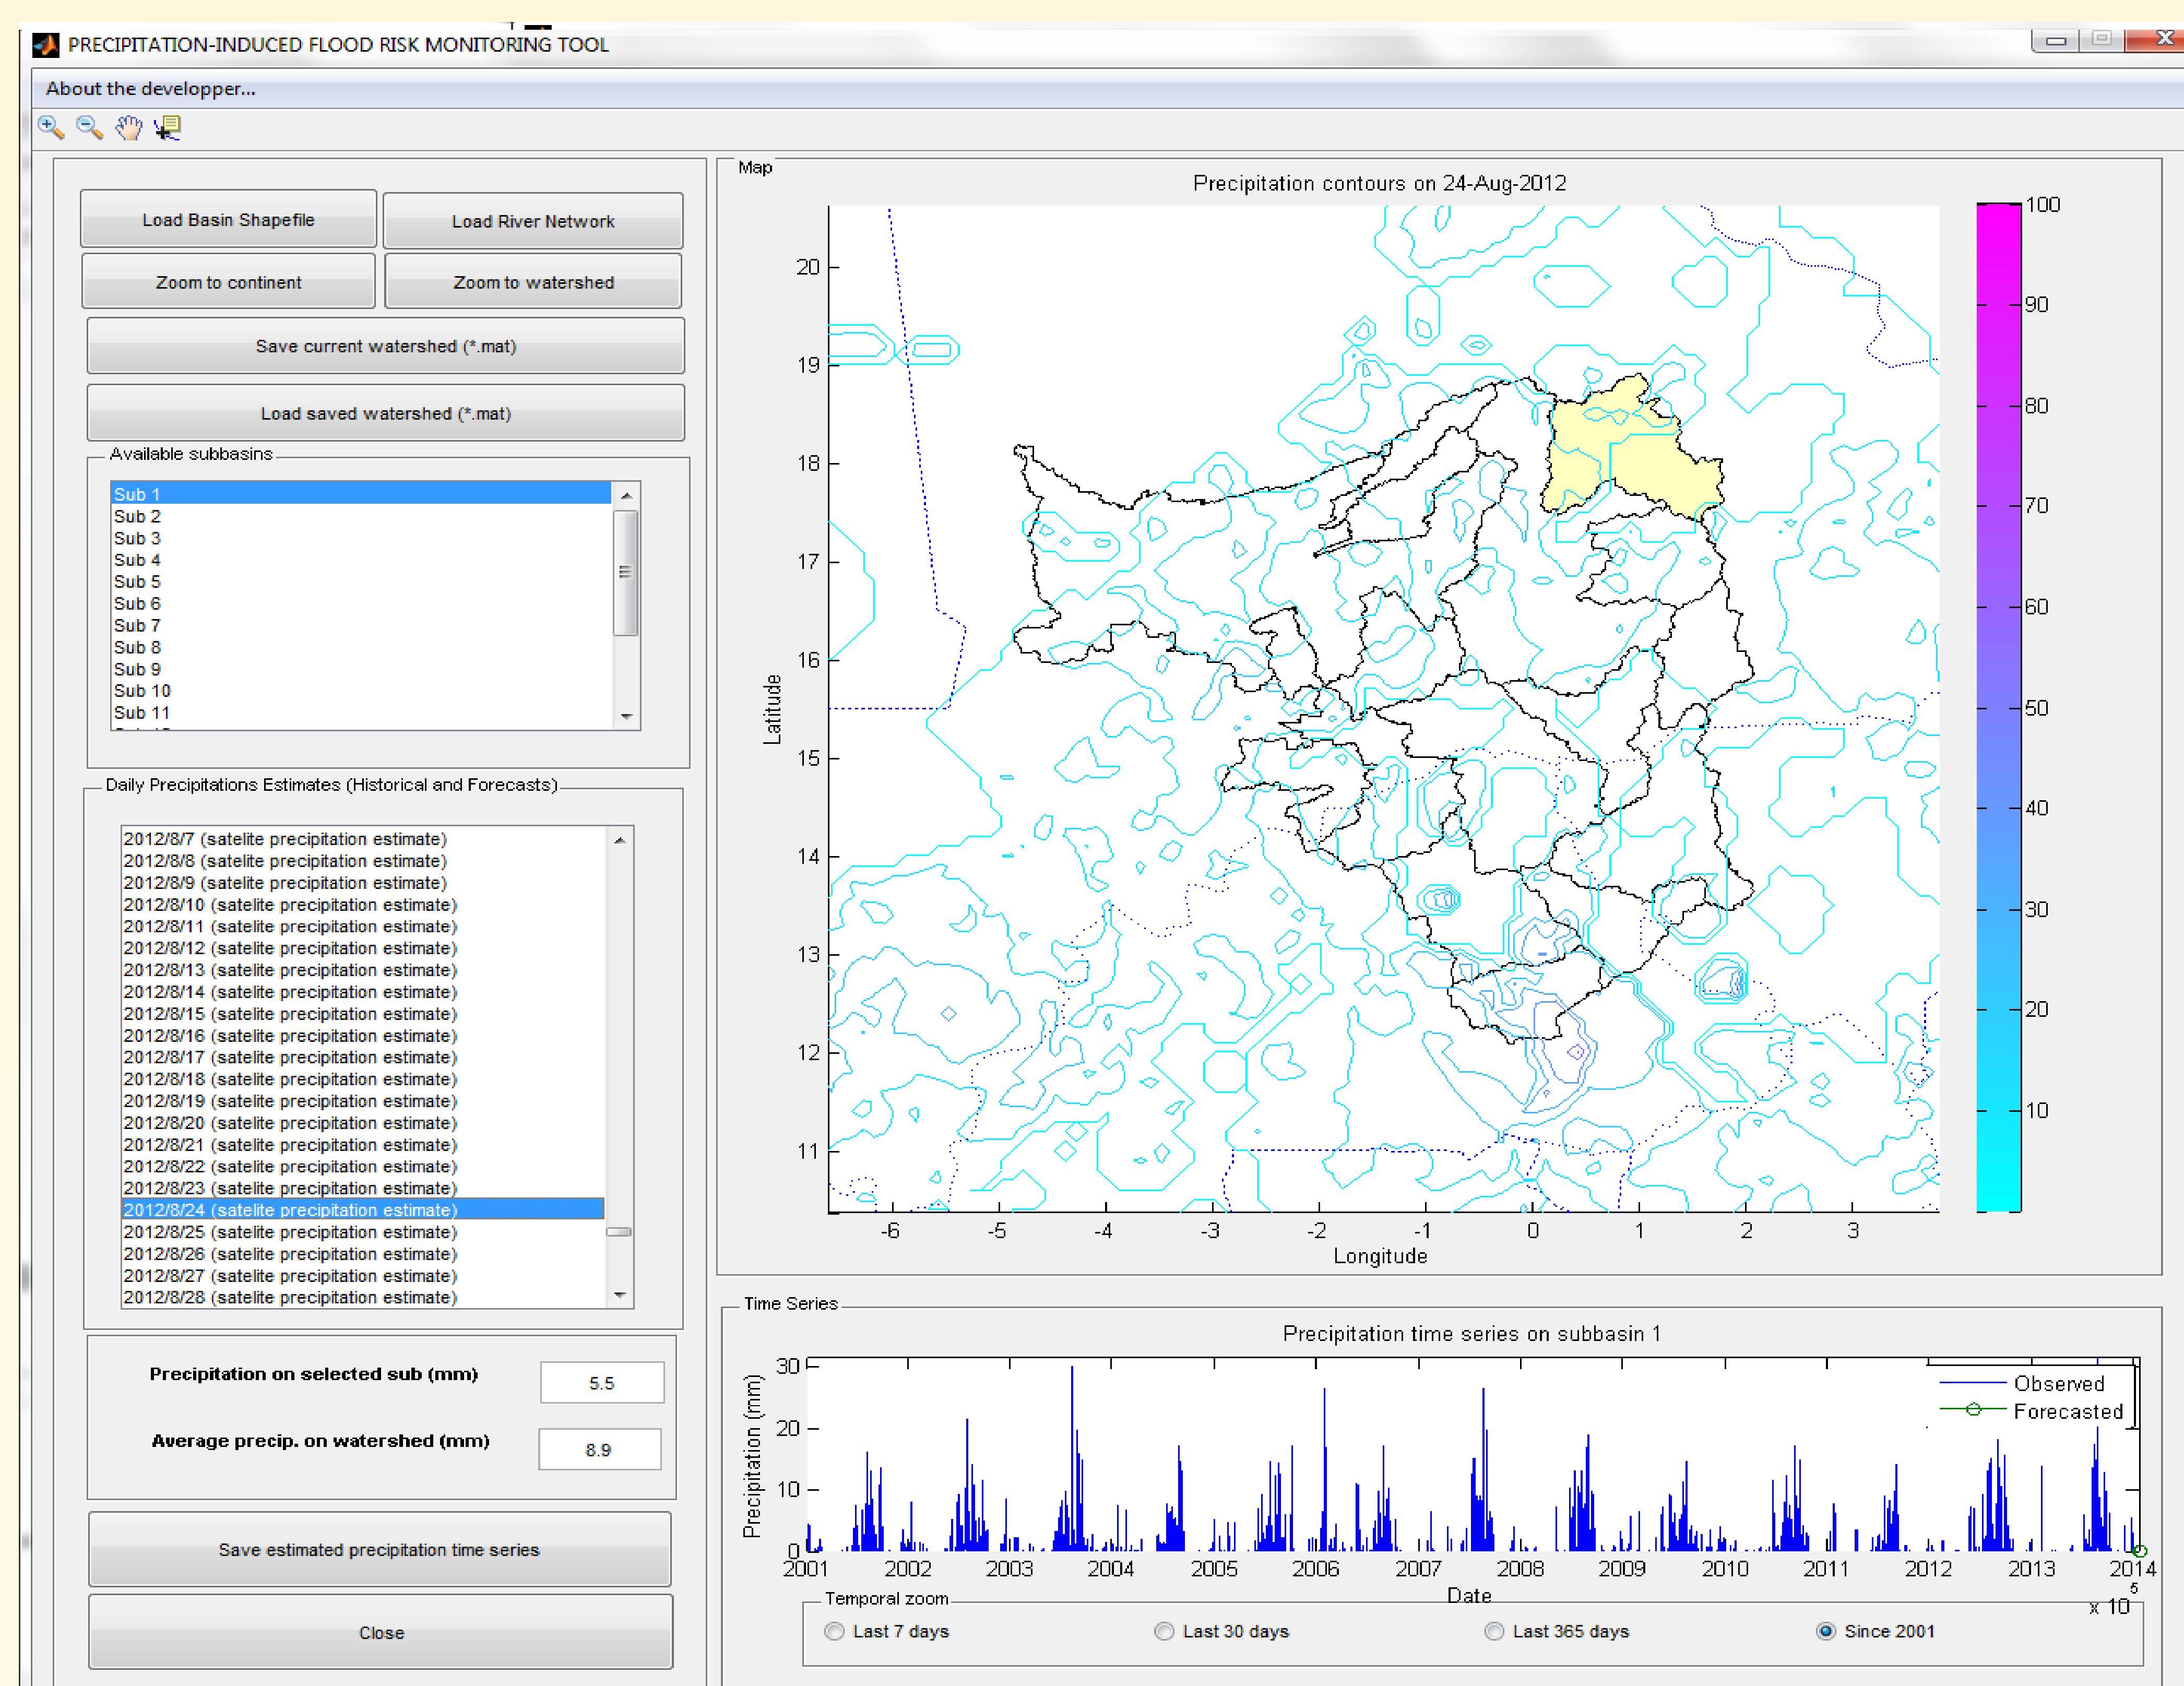 PRECIPITATION-INDUCED FLOOD RISK MONITORING TOOL
About the developper...
Load Basin Shapefile
Load River Network
Zoom to continent
Zoom to watershed
Save current watershed (*.mat)
Load saved watershed (*.mat)
Available subbasins
Sub 1
Sub 2
Sub 3
Sub 4
Sub 5
Sub 6
Sub 7
Sub 8
Sub 9
Sub 10
Sub 11
Daily Precipitations Estimates (Historical and Forecasts)
2012/8/7 (satelite precipitation estimate)
2012/8/8 (satelite precipitation estimate)
2012/8/9 (satelite precipitation estimate)
2012/8/10 (satelite precipitation estimate)
2012/8/11 (satelite precipitation estimate)
2012/8/12 (satelite precipitation estimate)
2012/8/13 (satelite precipitation estimate)
2012/8/14 (satelite precipitation estimate)
2012/8/15 (satelite precipitation estimate)
2012/8/16 (satelite precipitation estimate)
2012/8/17 (satelite precipitation estimate)
2012/8/18 (satelite precipitation estimate)
2012/8/19 (satelite precipitation estimate)
2012/8/20 (satelite precipitation estimate)
2012/8/21 (satelite precipitation estimate)
2012/8/22 (satelite precipitation estimate)
2012/8/23 (satelite precipitation estimate)
2012/8/24 (satelite precipitation estimate)
2012/8/25 (satelite precipitation estimate)
2012/8/26 (satelite precipitation estimate)
2012/8/27 (satelite precipitation estimate)
2012/8/28 (satelite precipitation estimate)
Precipitation on selected sub (mm)
5.5
Average precip. on watershed (mm)
8.9
Save estimated precipitation time series
Close
Map
Precipitation contours on 24-Aug-2012
Latitude
20
19
18
17
16
15
14
13
12
11
-6 -5 -4 -3 -2 -1 0 1 2 3
Longitude
100
90
80
70
60
50
40
30
20
10
Time Series
Precipitation time series on subbasin 1
Precipitation (mm)
30
20
10
0
Observed
Forecasted
2001 2002 2003 2004 2005 2006 2007 2008 2009 2010 2011 2012 2013 2014
Date
x 10 5
Temporal zoom
Last 7 days
Last 30 days
Last 365 days
Since 2001